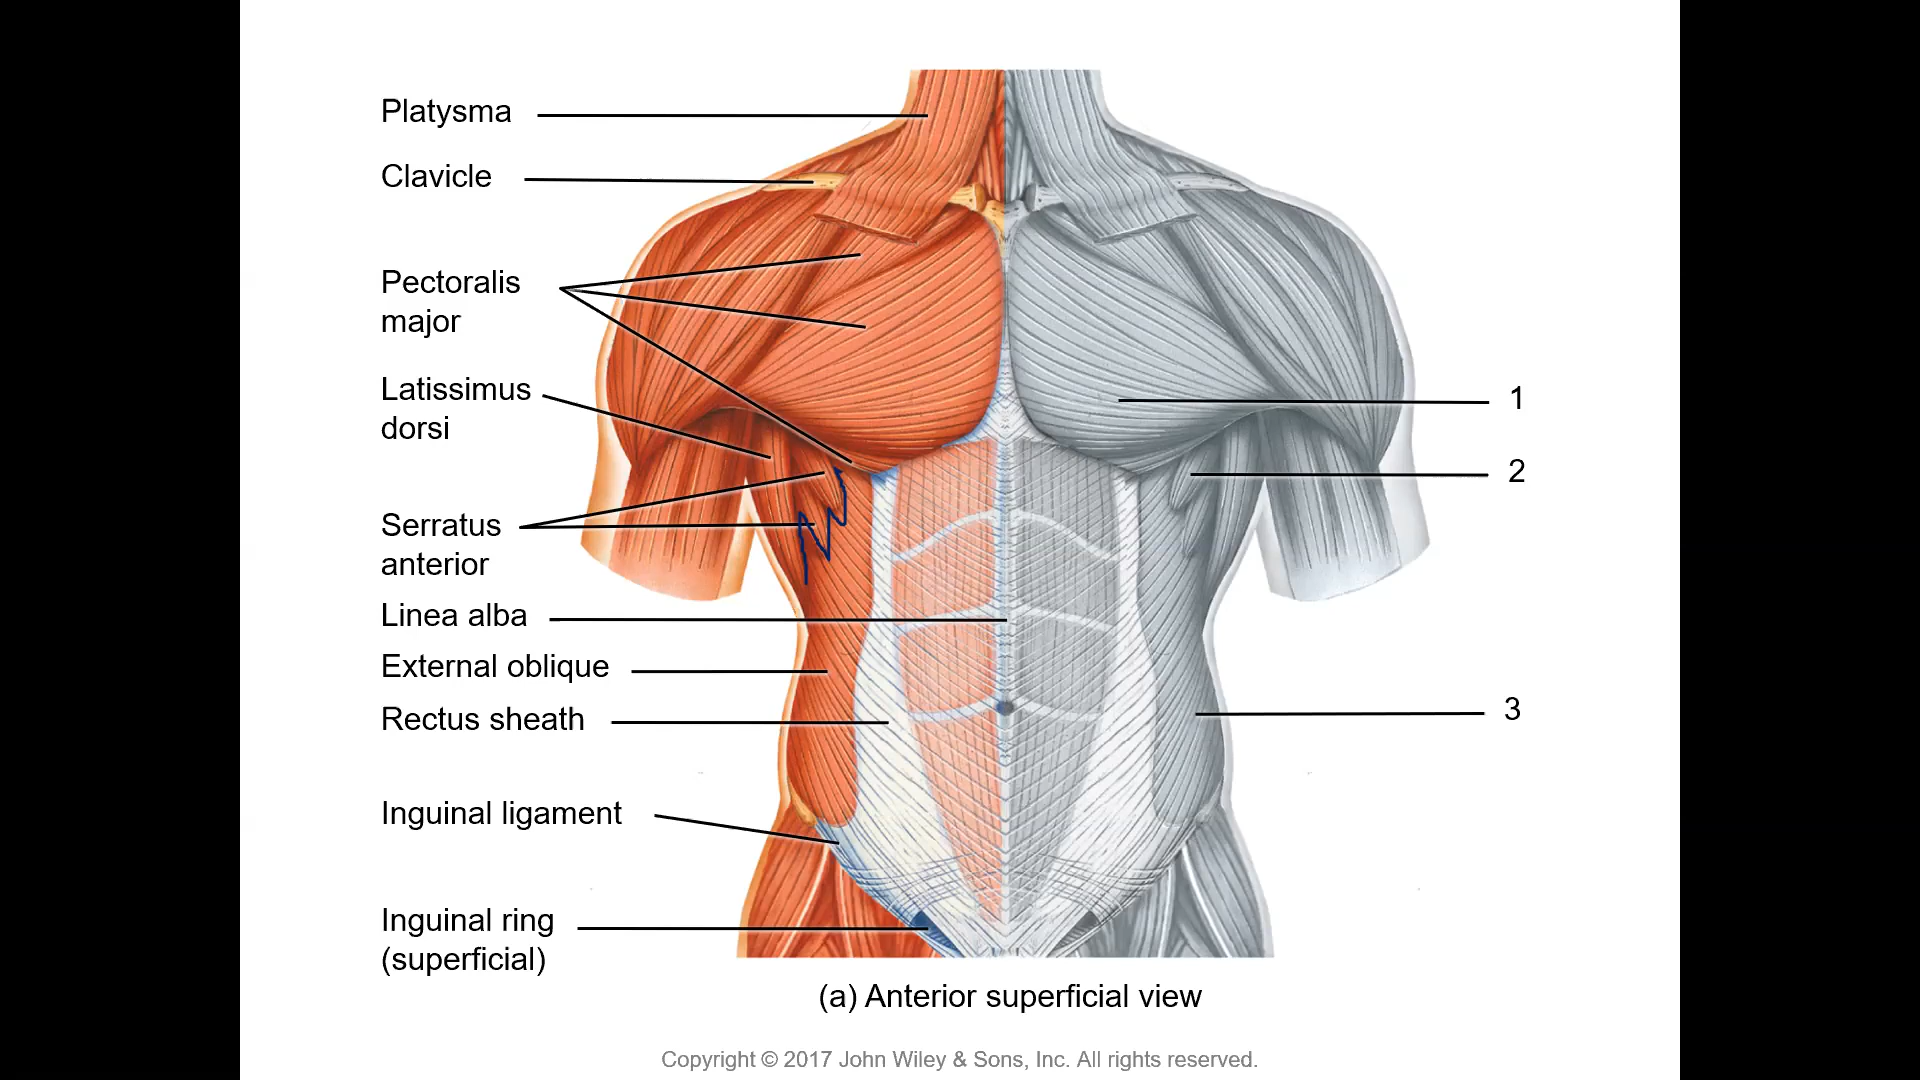 Platysma
Clavicle
Pectoralis
major
Latissimus
dorsi
Serratus
anterior
Linea alba
External oblique
Rectus sheath
Inguinal ligament
Inguinal ring
(superficial)
1
2
3
(a) Anterior superficial view
Copyright © 2017 John Wiley & Sons, Inc. All rights reserved.